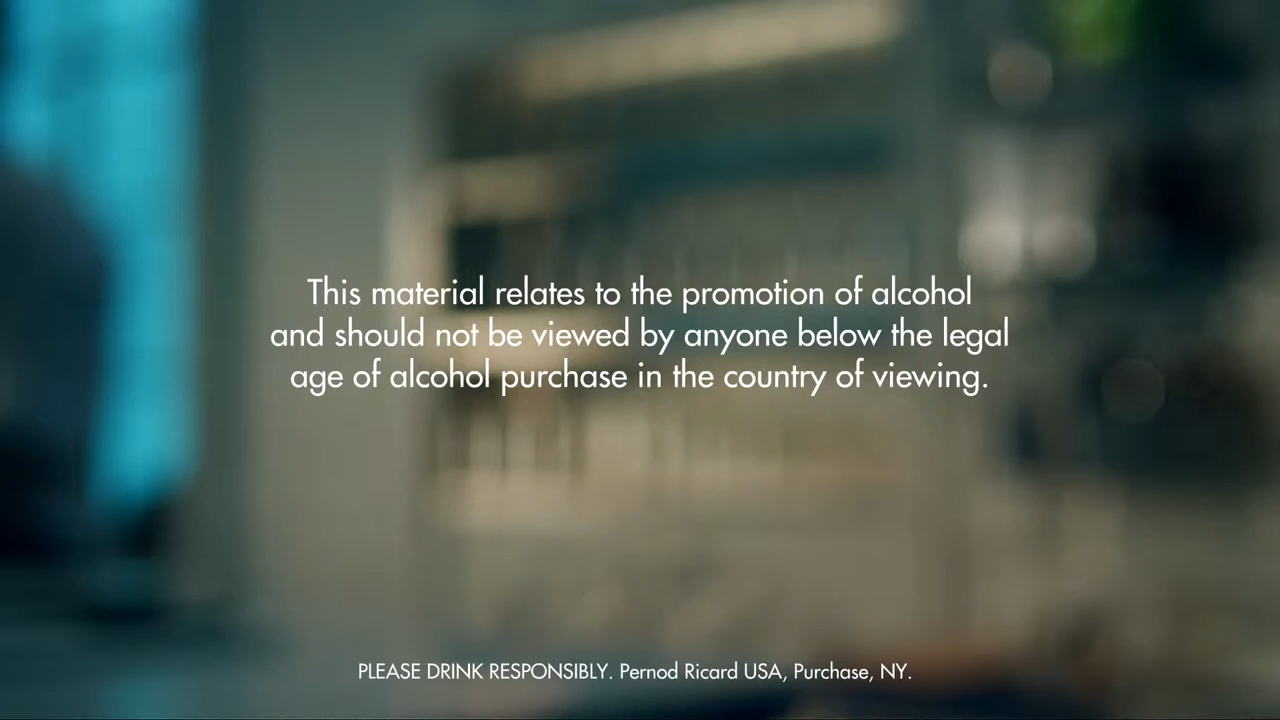 This material relates to the promotion of alcohol
and should not be viewed by anyone below the legal
age of alcohol purchase in the country of viewing.
PLEASE DRINK RESPONSIBLY. Pernod Ricard USA, Purchase, NY.